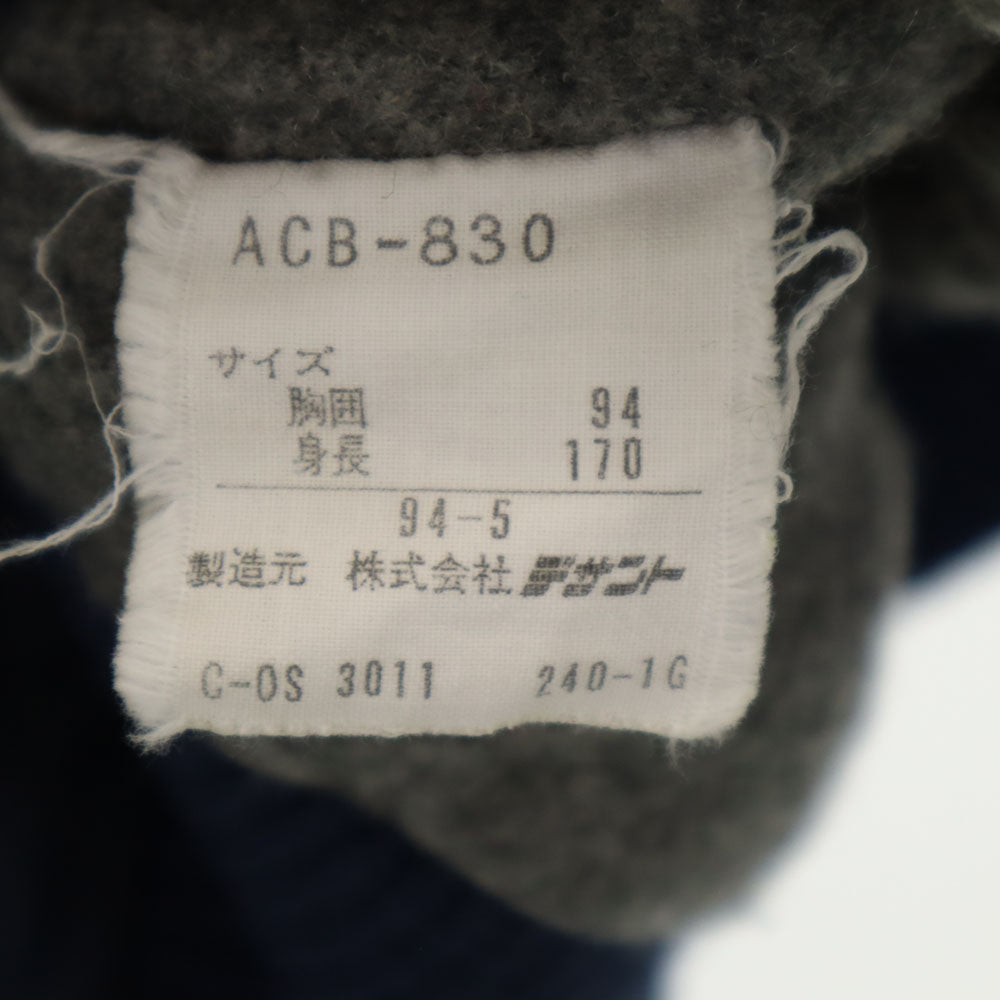 ACB-830
サイズ
胸囲 94
身長 170
94-5
製造元 株式会社デサント
C-OS 3011 240-1G